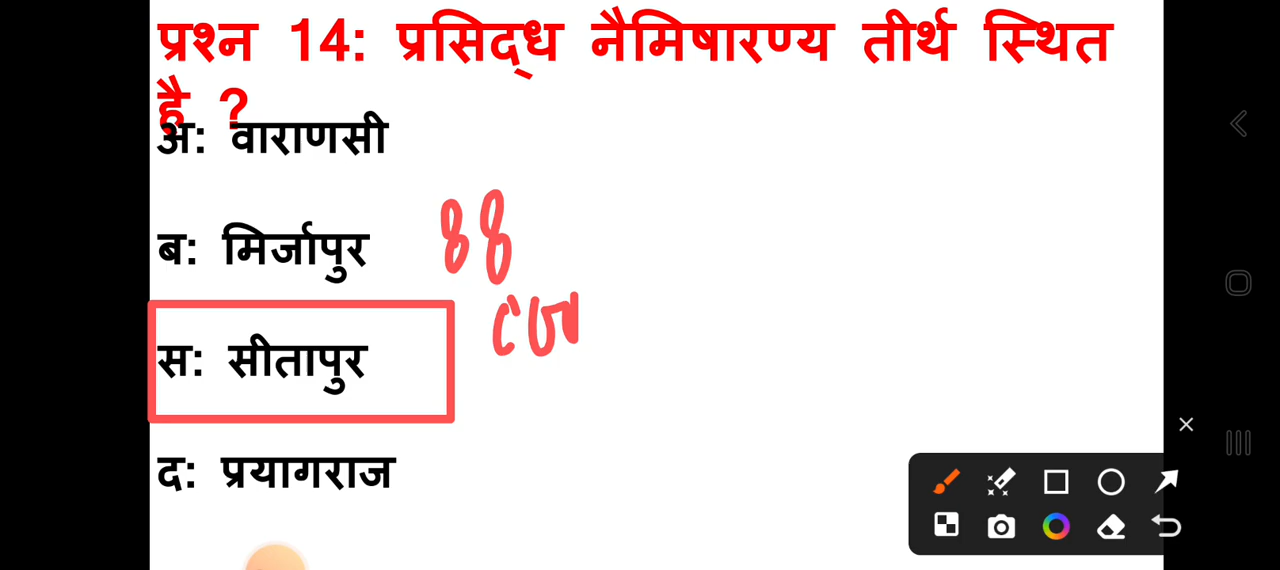 प्रश्न 14: प्रसिद्ध नैमिषारण्य तीर्थ स्थित
है ?
अ: वाराणसी
ब: मिर्जापुर
88
स: सीतापुर
द: प्रयागराज